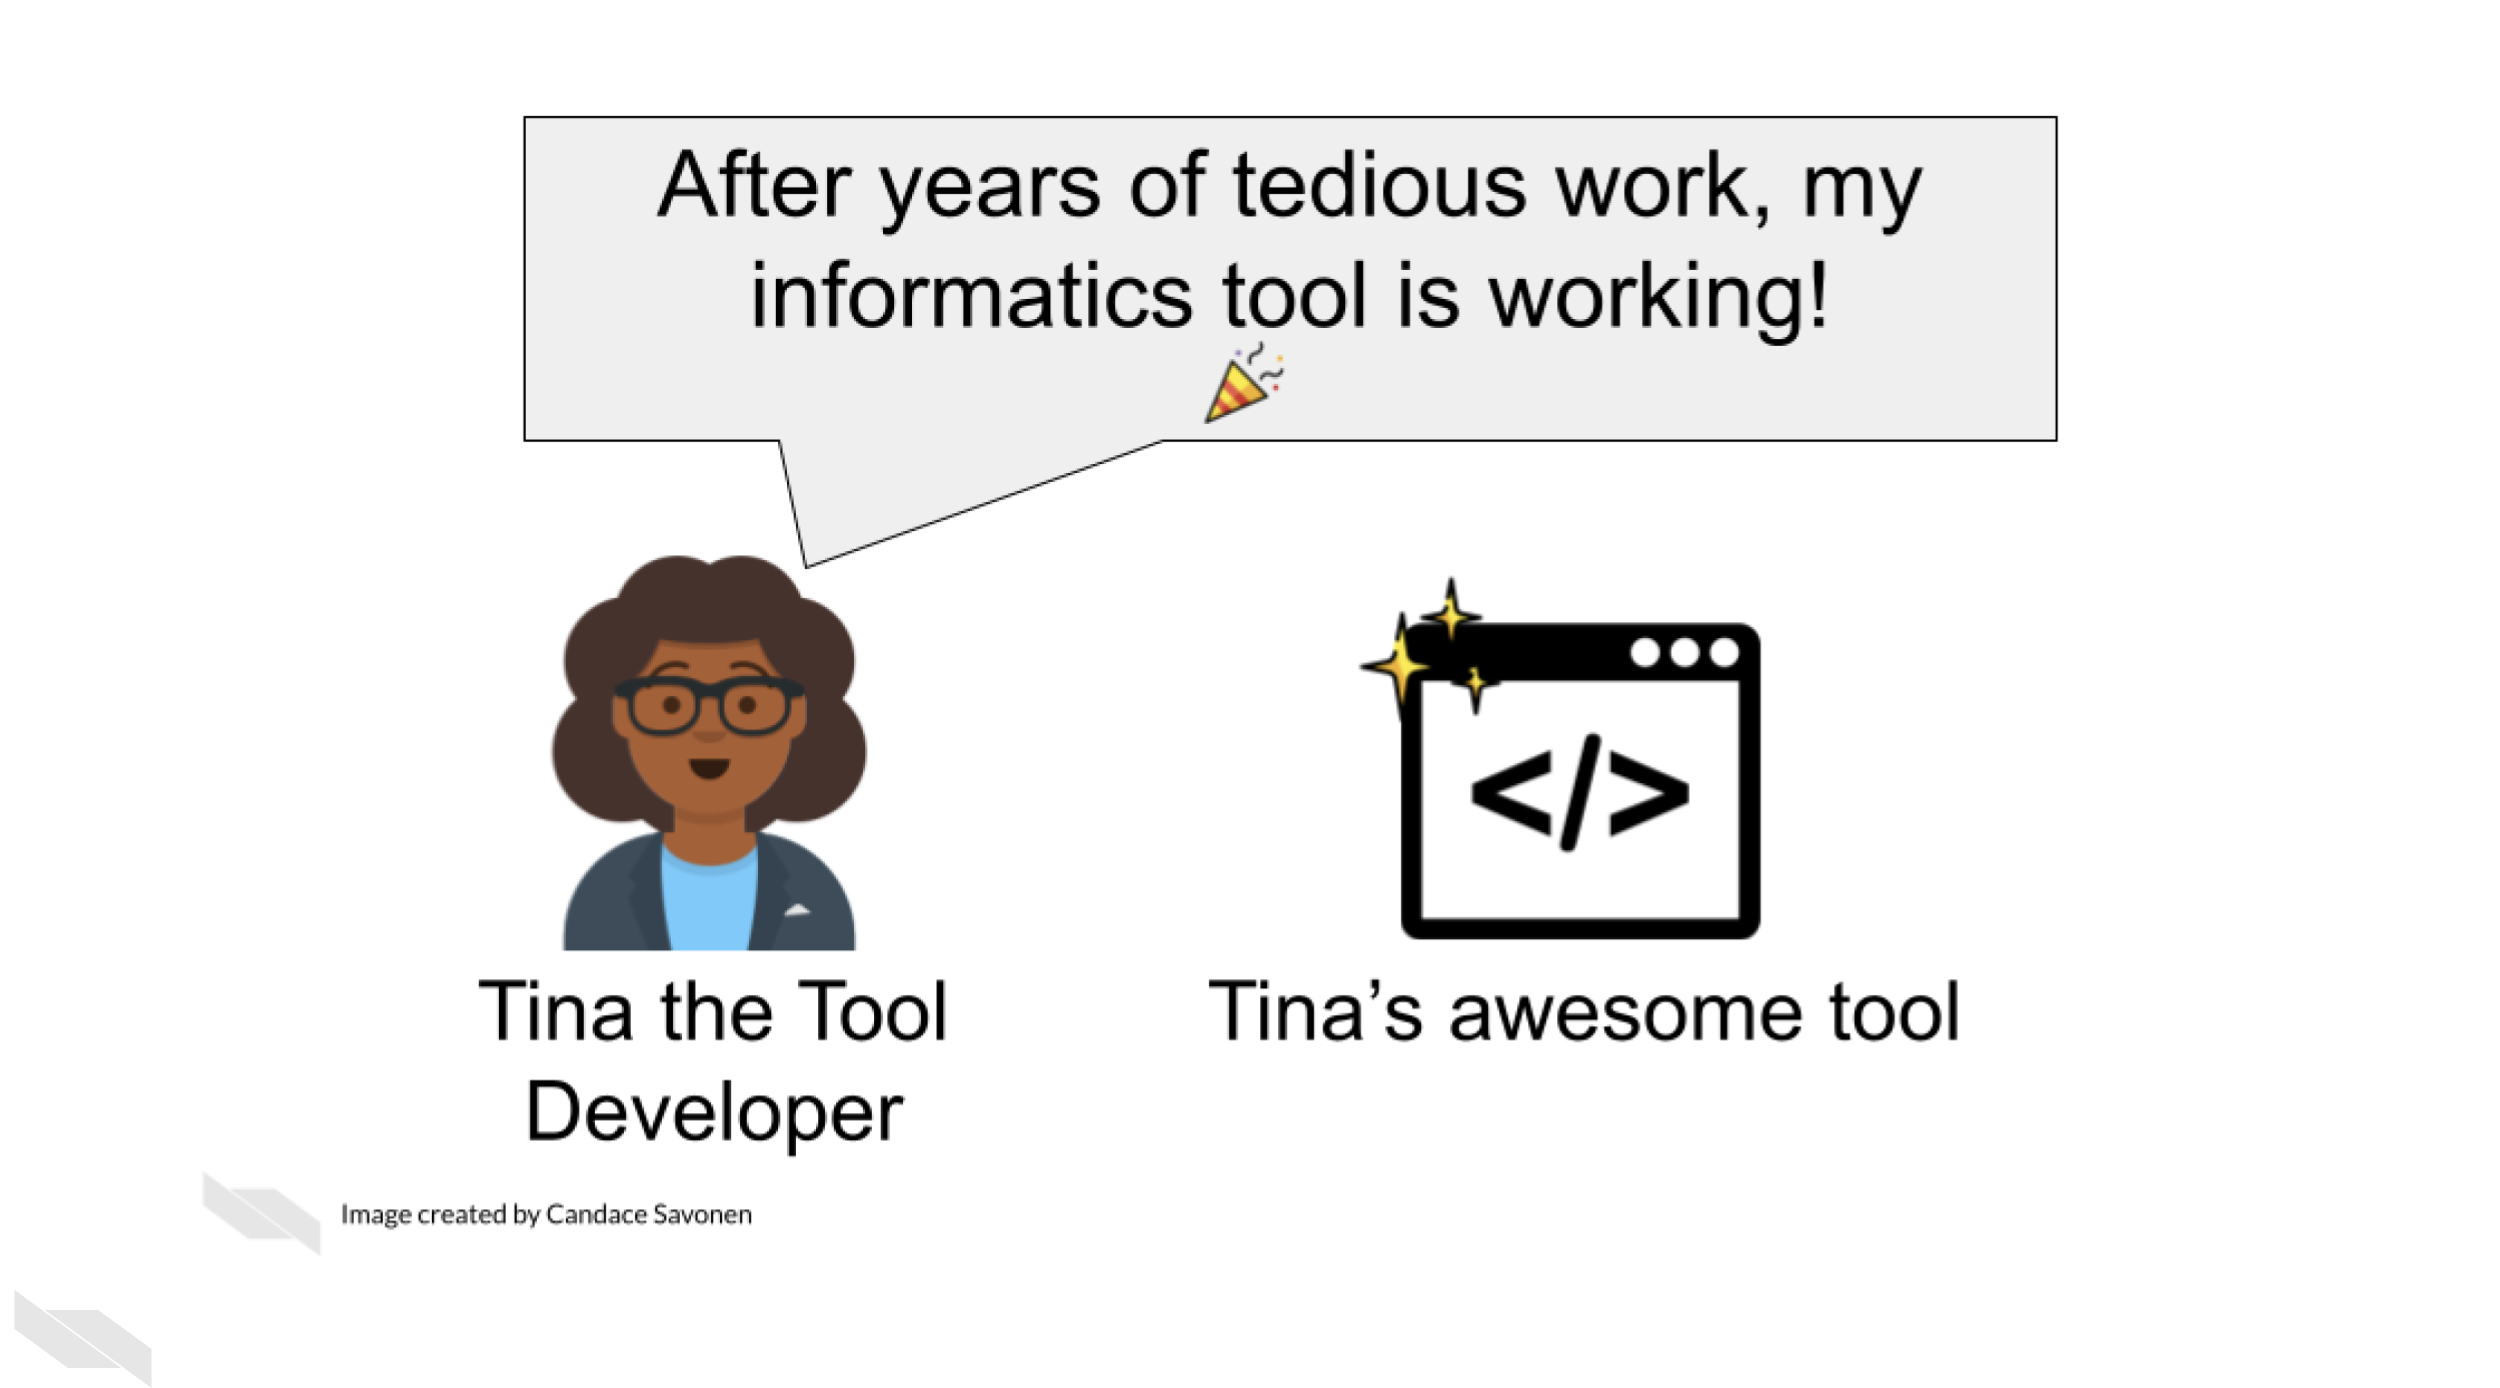 After years of tedious work, my
informatics tool is working!
🎉
</>
Tina the Tool
Developer
Tina’s awesome tool
Image created by Candace Savonen